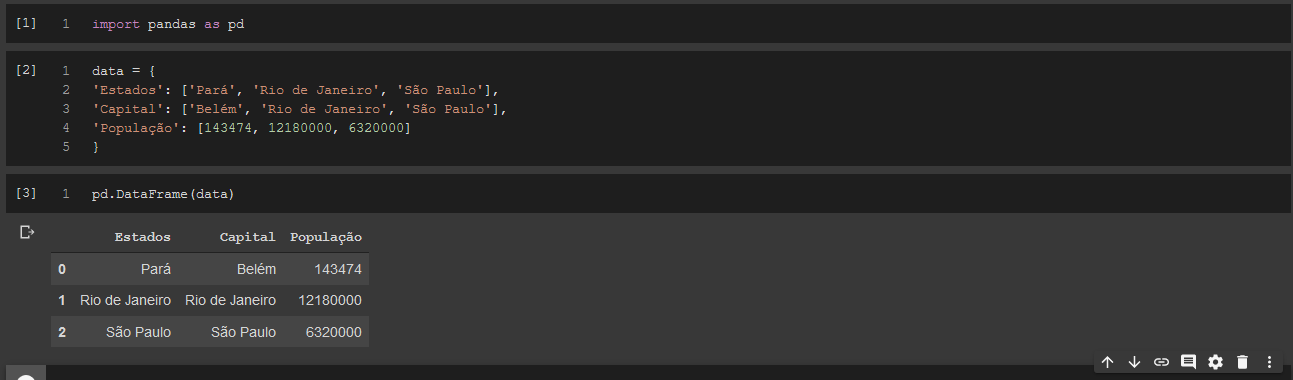 [1] 1 import pandas as pd
[2] 1 data = {
2 'Estados': ['Pará', 'Rio de Janeiro', 'São Paulo'],
3 'Capital': ['Belém', 'Rio de Janeiro', 'São Paulo'],
4 'População': [143474, 12180000, 6320000]
5 }
[3] 1 pd.DataFrame(data)
Estados Capital População
0 Pará Belém 143474
1 Rio de Janeiro Rio de Janeiro 12180000
2 São Paulo São Paulo 6320000